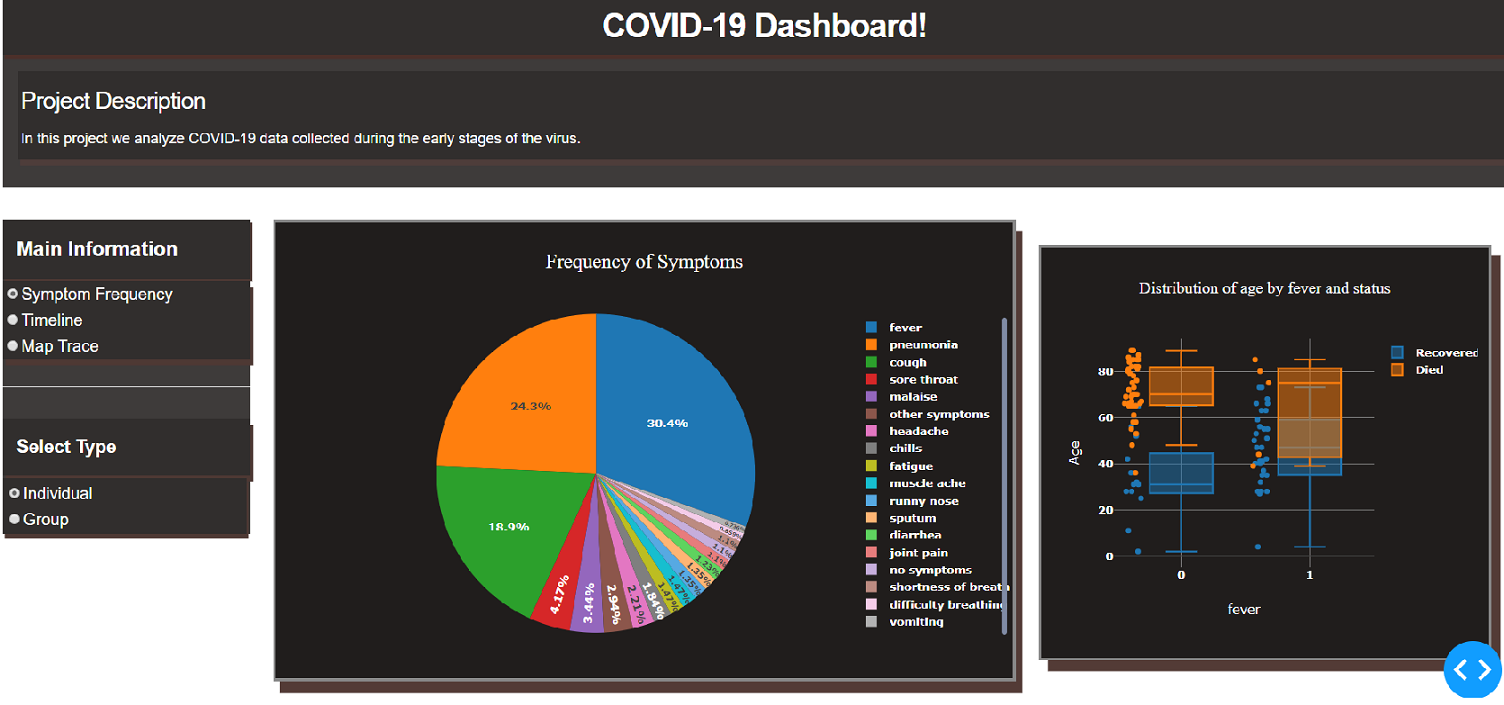 COVID-19 Dashboard!
Project Description
In this project we analyze COVID-19 data collected during the early stages of the virus.
Main Information
Symptom Frequency
Timeline
Map Trace
Select Type
Individual
Group
Frequency of Symptoms
30.4%
24.3%
18.9%
4.17%
3.44%
2.94%
2.21%
1.84%
1.47%
1.47%
1.35%
1.35%
1.23%
1.1%
1.1%
1.1%
fever
pneumonia
cough
sore throat
malaise
other symptoms
headache
chills
fatigue
muscle ache
runny nose
sputum
diarrhea
joint pain
no symptoms
shortness of breath
difficulty breathing
vomiting
Distribution of age by fever and status
Recovered
Died
80
60
40
20
0
Age
0 1
fever